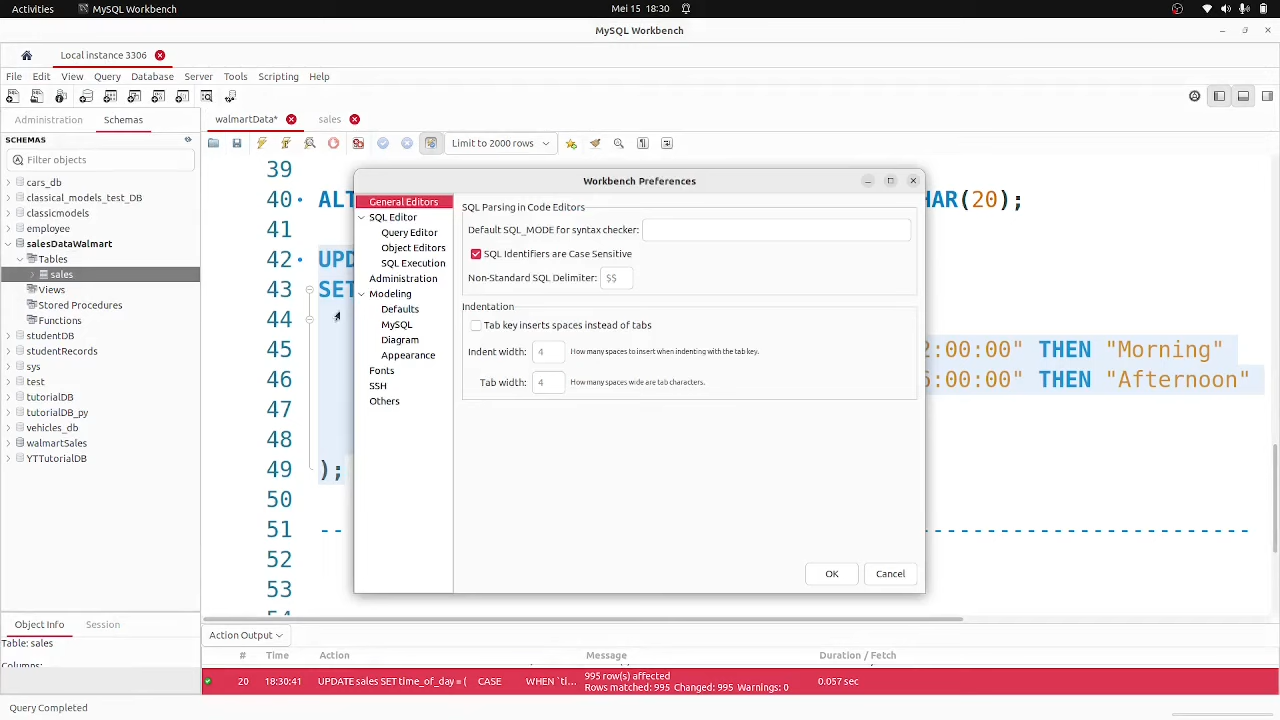 Activities MySQL Workbench Mei 15 18:30
MySQL Workbench
Local instance 3306
File Edit View Query Database Server Tools Scripting Help
Administration Schemas
walmartData* sales
SCHEMAS
Limit to 2000 rows
Filter objects
cars_db
classical_models_test_DB
classicmodels
employee
salesDataWalmart
Tables
sales
Views
Stored Procedures
Functions
studentDB
studentRecords
sys
test
tutorialDB
tutorialDB_py
vehicles_db
walmartSales
YTTutorialDB
39
40 ALT HAR(20);
41
42 UPD
43 SET
44
45 2:00:00" THEN "Morning"
46 6:00:00" THEN "Afternoon"
47
48
49 );
50
51 -- ----------------------
52
53
Workbench Preferences
General Editors
SQL Editor
Query Editor
Object Editors
SQL Execution
Administration
Modeling
Defaults
MySQL
Diagram
Appearance
Fonts
SSH
Others
SQL Parsing in Code Editors
Default SQL_MODE for syntax checker:
SQL Identifiers are Case Sensitive
Non-Standard SQL Delimiter: $$
Indentation
Tab key inserts spaces instead of tabs
Indent width: 4 How many spaces to insert when indenting with the tab key.
Tab width: 4 How many spaces wide are tab characters.
OK Cancel
Object Info Session
Table: sales
Columns:
Action Output
# Time Action Message Duration / Fetch
20 18:30:41 UPDATE sales SET time_of_day = ( CASE WHEN `ti... 995 row(s) affected
Rows matched: 995 Changed: 995 Warnings: 0 0.057 sec
Query Completed